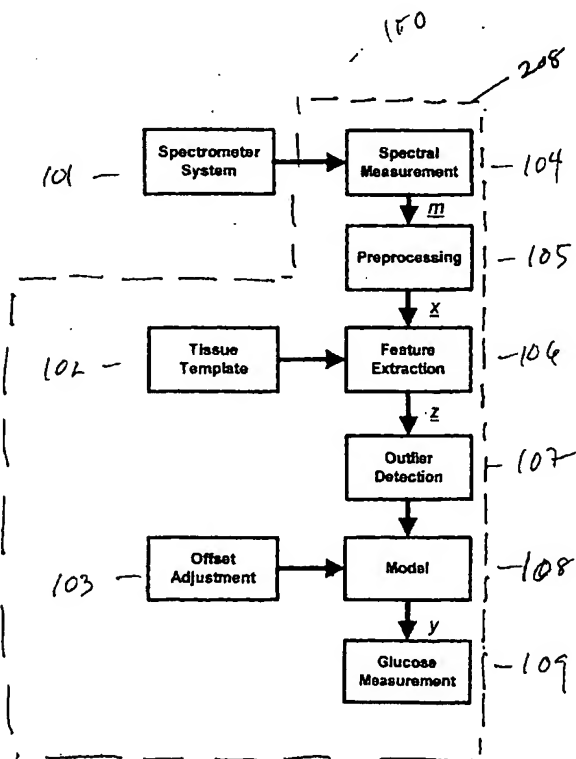 150
208
101 Spectrometer System
Spectral Measurement 104
m
Preprocessing 105
x
102 Tissue Template
Feature Extraction 106
z
Outlier Detection 107
103 Offset Adjustment
Model 108
y
Glucose Measurement 109